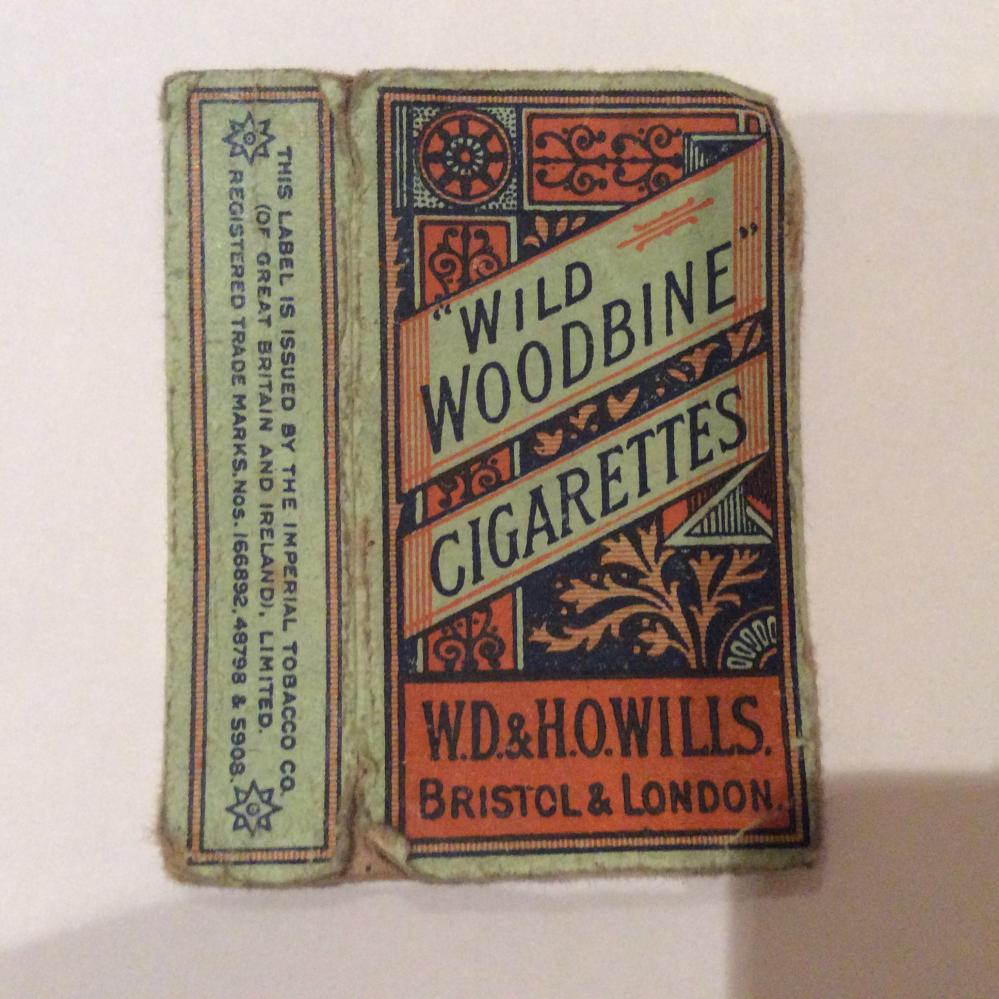 THIS LABEL IS ISSUED BY THE IMPERIAL TOBACCO CO.
(OF GREAT BRITAIN AND IRELAND), LIMITED.
REGISTERED TRADE MARKS. Nos. 166892, 48798 & 5908.
“WILD
WOODBINE”
CIGARETTES
W.D.& H.O.WILLS.
BRISTOL & LONDON.